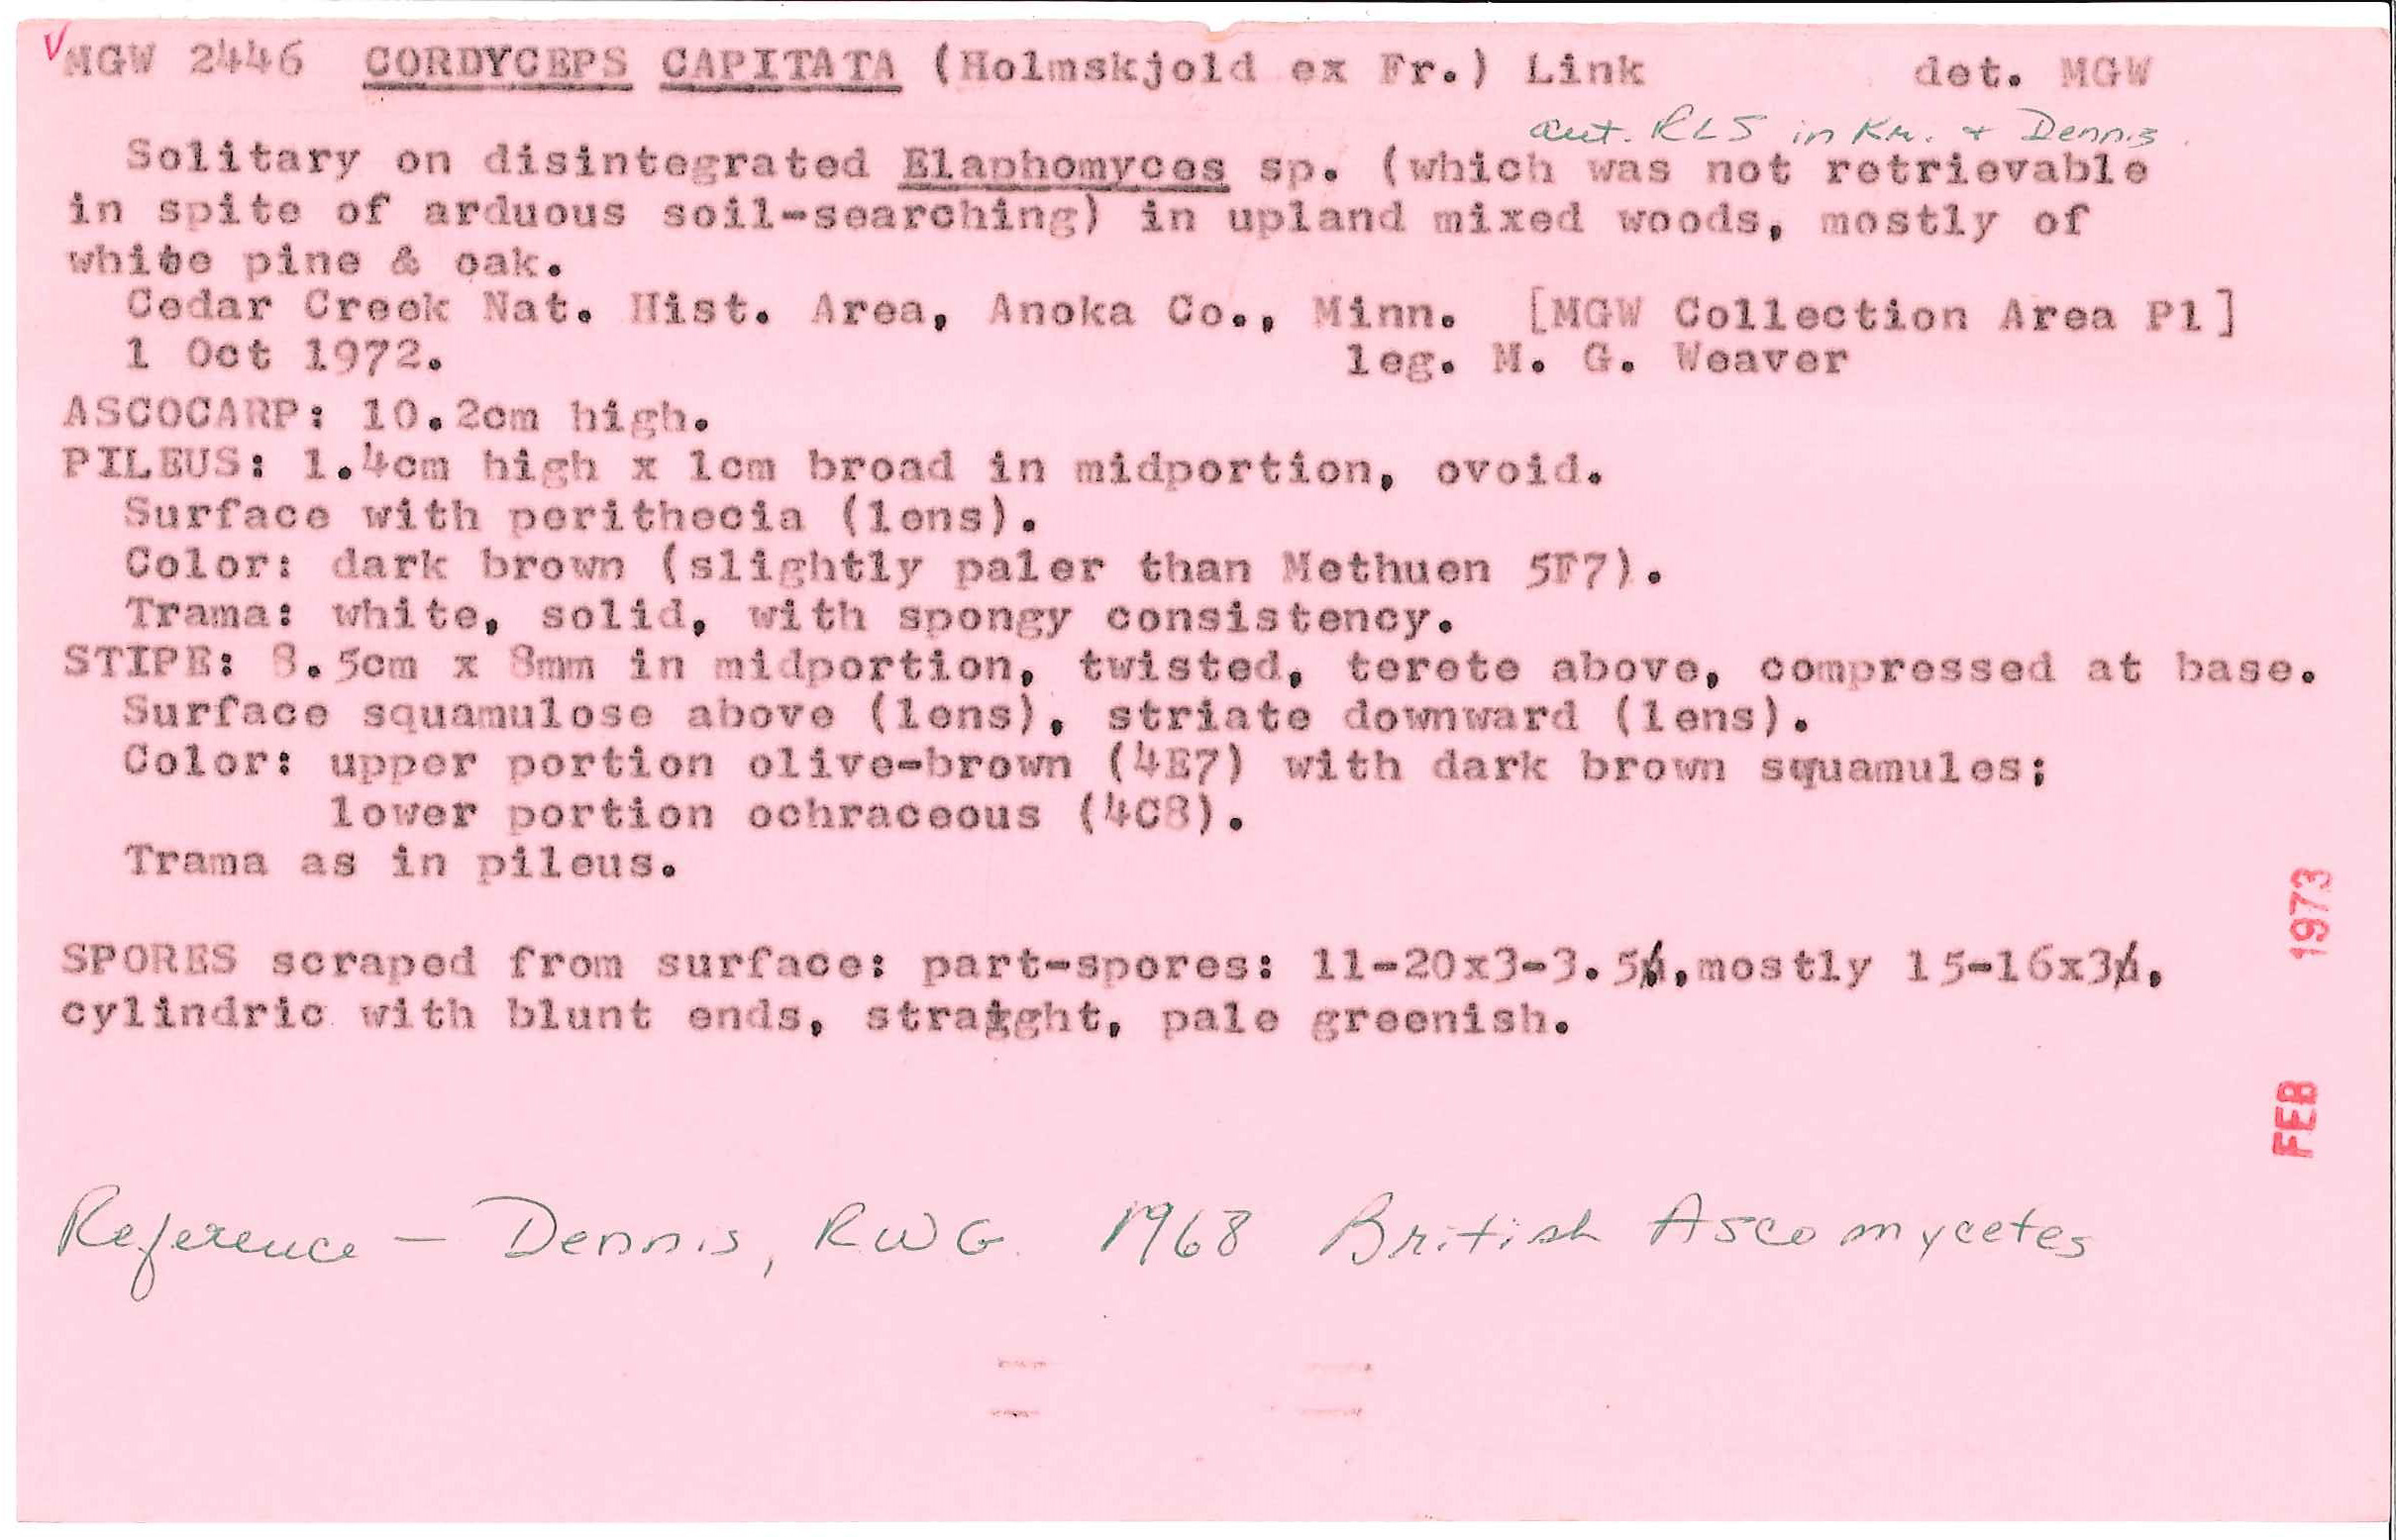 ✓MGW 2446 CORDYCEPS CAPITATA (Holmskjold ex Fr.) Link det. MGW
aut. RLS in Kn. + Dennis.
Solitary on disintegrated Elaphomyces sp. (which was not retrievable
in spite of arduous soil-searching) in upland mixed woods, mostly of
white pine & oak.
Cedar Creek Nat. Hist. Area, Anoka Co., Minn. [MGW Collection Area P1]
1 Oct 1972. leg. M. G. Weaver
ASCOCARP: 10.2cm high.
PILEUS: 1.4cm high x 1cm broad in midportion, ovoid.
Surface with perithecia (lens).
Color: dark brown (slightly paler than Methuen 5F7).
Trama: white, solid, with spongy consistency.
STIPE: 8.5cm x 8mm in midportion, twisted, terete above, compressed at base.
Surface squamulose above (lens), striate downward (lens).
Color: upper portion olive-brown (4E7) with dark brown squamules;
lower portion ochraceous (4C8).
Trama as in pileus.
SPORES scraped from surface: part-spores: 11-20x3-3.5µ, mostly 15-16x3µ,
cylindric with blunt ends, straight, pale greenish.
FEB 1973
Reference — Dennis, RWG 1968 British Ascomycetes